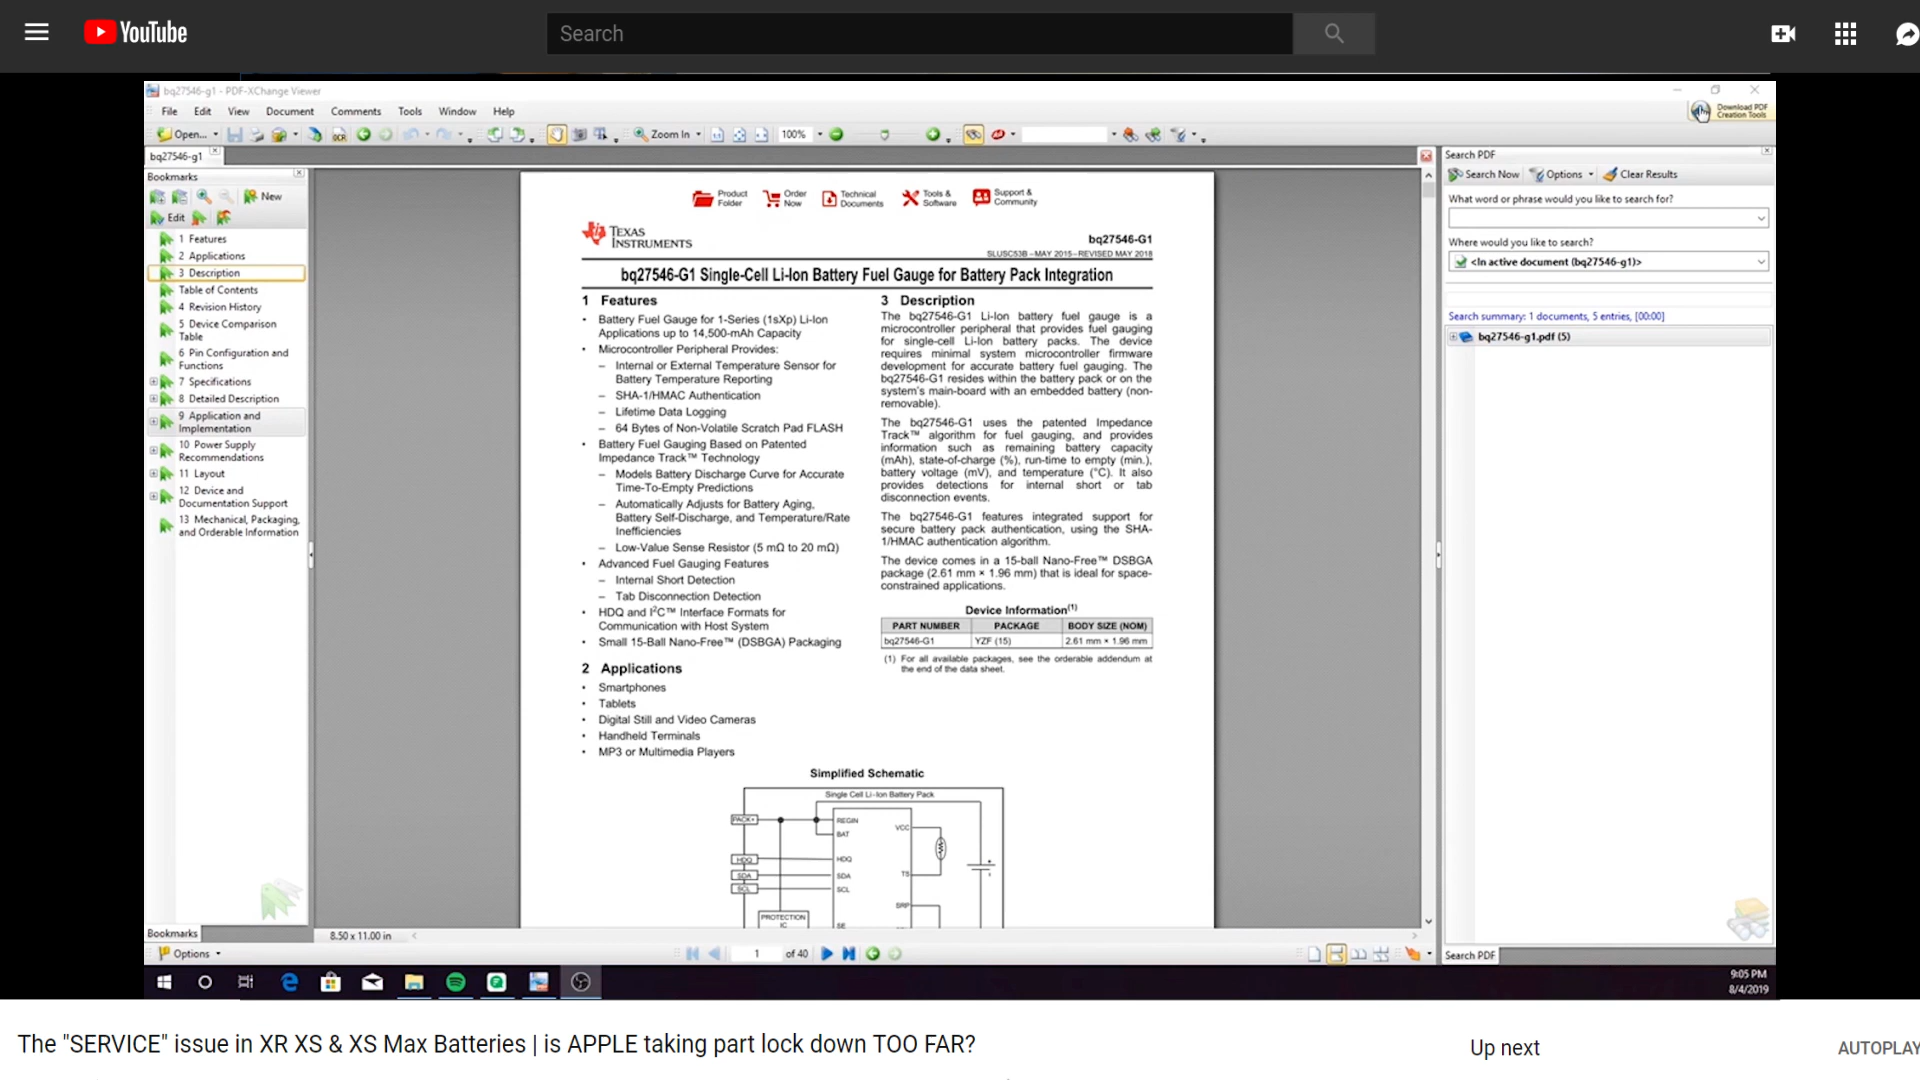 YouTube
Search
bq27546-g1 - PDF-XChange Viewer
File Edit View Document Comments Tools Window Help
Download PDF
Creation Tools
Open... OCR Zoom In 100%
bq27546-g1
Bookmarks
New
Edit
1 Features
2 Applications
3 Description
Table of Contents
4 Revision History
5 Device Comparison
Table
6 Pin Configuration and
Functions
7 Specifications
8 Detailed Description
9 Application and
Implementation
10 Power Supply
Recommendations
11 Layout
12 Device and
Documentation Support
13 Mechanical, Packaging,
and Orderable Information
Bookmarks
Options
Product
Folder
Order
Now
Technical
Documents
Tools &
Software
Support &
Community
TEXAS
INSTRUMENTS
bq27546-G1
SLUSC53B –MAY 2015–REVISED MAY 2018
bq27546-G1 Single-Cell Li-Ion Battery Fuel Gauge for Battery Pack Integration
1 Features
• Battery Fuel Gauge for 1-Series (1sXp) Li-Ion
Applications up to 14,500-mAh Capacity
• Microcontroller Peripheral Provides:
– Internal or External Temperature Sensor for
Battery Temperature Reporting
– SHA-1/HMAC Authentication
– Lifetime Data Logging
– 64 Bytes of Non-Volatile Scratch Pad FLASH
• Battery Fuel Gauging Based on Patented
Impedance Track™ Technology
– Models Battery Discharge Curve for Accurate
Time-To-Empty Predictions
– Automatically Adjusts for Battery Aging,
Battery Self-Discharge, and Temperature/Rate
Inefficiencies
– Low-Value Sense Resistor (5 mΩ to 20 mΩ)
• Advanced Fuel Gauging Features
– Internal Short Detection
– Tab Disconnection Detection
• HDQ and I²C™ Interface Formats for
Communication with Host System
• Small 15-Ball Nano-Free™ (DSBGA) Packaging
2 Applications
• Smartphones
• Tablets
• Digital Still and Video Cameras
• Handheld Terminals
• MP3 or Multimedia Players
3 Description
The bq27546-G1 Li-Ion battery fuel gauge is a
microcontroller peripheral that provides fuel gauging
for single-cell Li-Ion battery packs. The device
requires minimal system microcontroller firmware
development for accurate battery fuel gauging. The
bq27546-G1 resides within the battery pack or on the
system's main-board with an embedded battery (non-
removable).
The bq27546-G1 uses the patented Impedance
Track™ algorithm for fuel gauging, and provides
information such as remaining battery capacity
(mAh), state-of-charge (%), run-time to empty (min.),
battery voltage (mV), and temperature (°C). It also
provides detections for internal short or tab
disconnection events.
The bq27546-G1 features integrated support for
secure battery pack authentication, using the SHA-
1/HMAC authentication algorithm.
The device comes in a 15-ball Nano-Free™ DSBGA
package (2.61 mm × 1.96 mm) that is ideal for space-
constrained applications.
Device Information(1)
PART NUMBER PACKAGE BODY SIZE (NOM)
bq27546-G1 YZF (15) 2.61 mm × 1.96 mm
(1) For all available packages, see the orderable addendum at
the end of the data sheet.
Simplified Schematic
Single Cell Li-Ion Battery Pack
PACK+ REGIN VCC
BAT
HDQ HDQ
SDA SDA TS
SCL SCL
SRP
PROTECTION
IC SE
8.50 x 11.00 in
1 of 40
Search PDF
Search Now Options Clear Results
What word or phrase would you like to search for?
Where would you like to search?
<In active document (bq27546-g1)>
Search summary: 1 documents, 5 entries, [00:00]
bq27546-g1.pdf (5)
Search PDF
9:05 PM
8/4/2019
The "SERVICE" issue in XR XS & XS Max Batteries | is APPLE taking part lock down TOO FAR?
Up next
AUTOPLAY